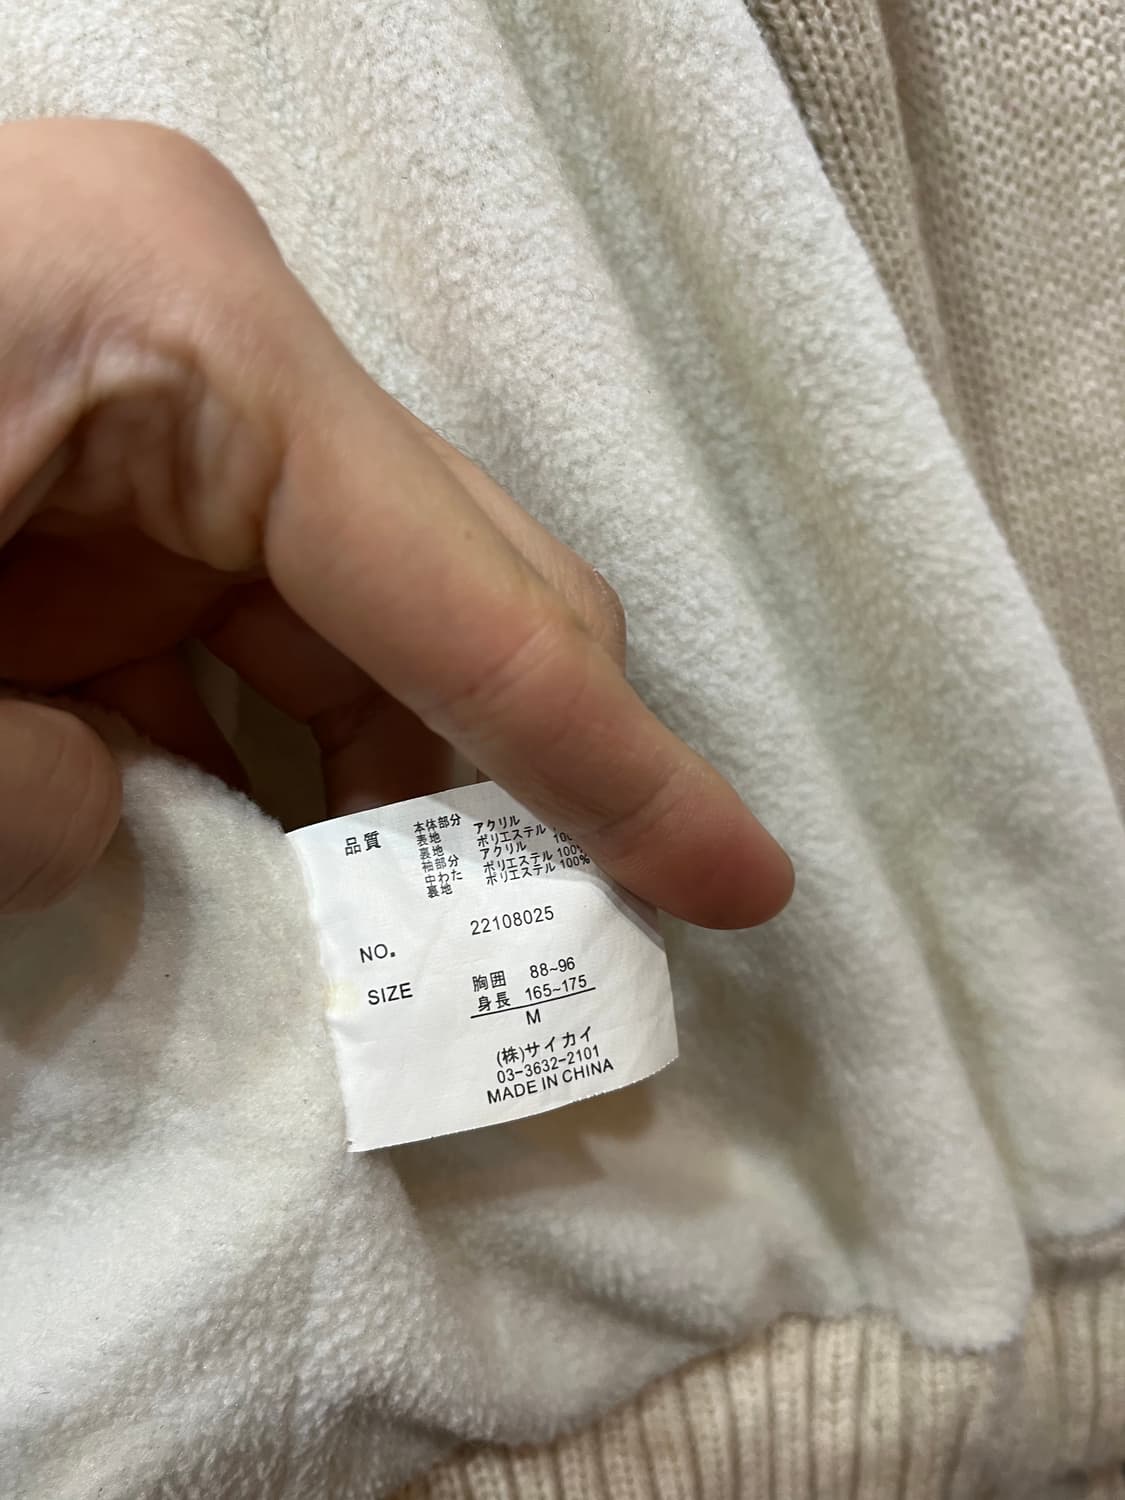 品質
本体部分
表地 アクリル
裏地 ポリエステル
袖部分
表地 アクリル 100
中わた ポリエステル 100%
裏地 ポリエステル 100%
NO. 22108025
SIZE
胸囲 88~96
身長 165~175
M
(株)サイカイ
03-3632-2101
MADE IN CHINA